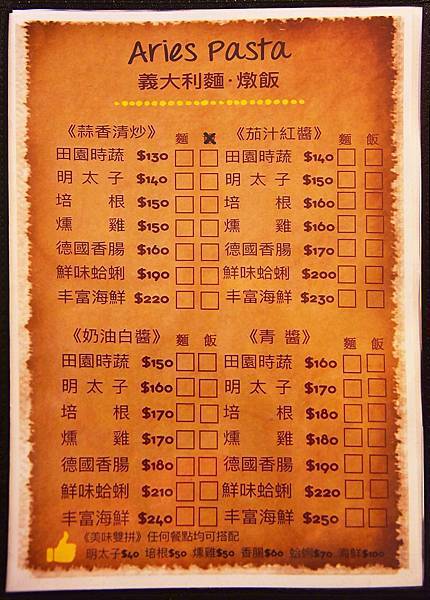 Aries Pasta
義大利麵·燉飯
《蒜香清炒》 麵
田園時蔬 $130
明太子 $140
培根 $150
燻雞 $150
德國香腸 $160
鮮味蛤蜊 $190
丰富海鮮 $220
《茄汁紅醬》 麵 飯
田園時蔬 $140
明太子 $150
培根 $160
燻雞 $160
德國香腸 $170
鮮味蛤蜊 $200
丰富海鮮 $230
《奶油白醬》 麵 飯
田園時蔬 $150
明太子 $160
培根 $170
燻雞 $170
德國香腸 $180
鮮味蛤蜊 $210
丰富海鮮 $240
《青醬》 麵 飯
田園時蔬 $160
明太子 $170
培根 $180
燻雞 $180
德國香腸 $190
鮮味蛤蜊 $220
丰富海鮮 $250
《美味雙拼》任何餐點均可搭配
明太子$40 培根$50 燻雞$50 香腸$60 蛤蜊$70 海鮮$100